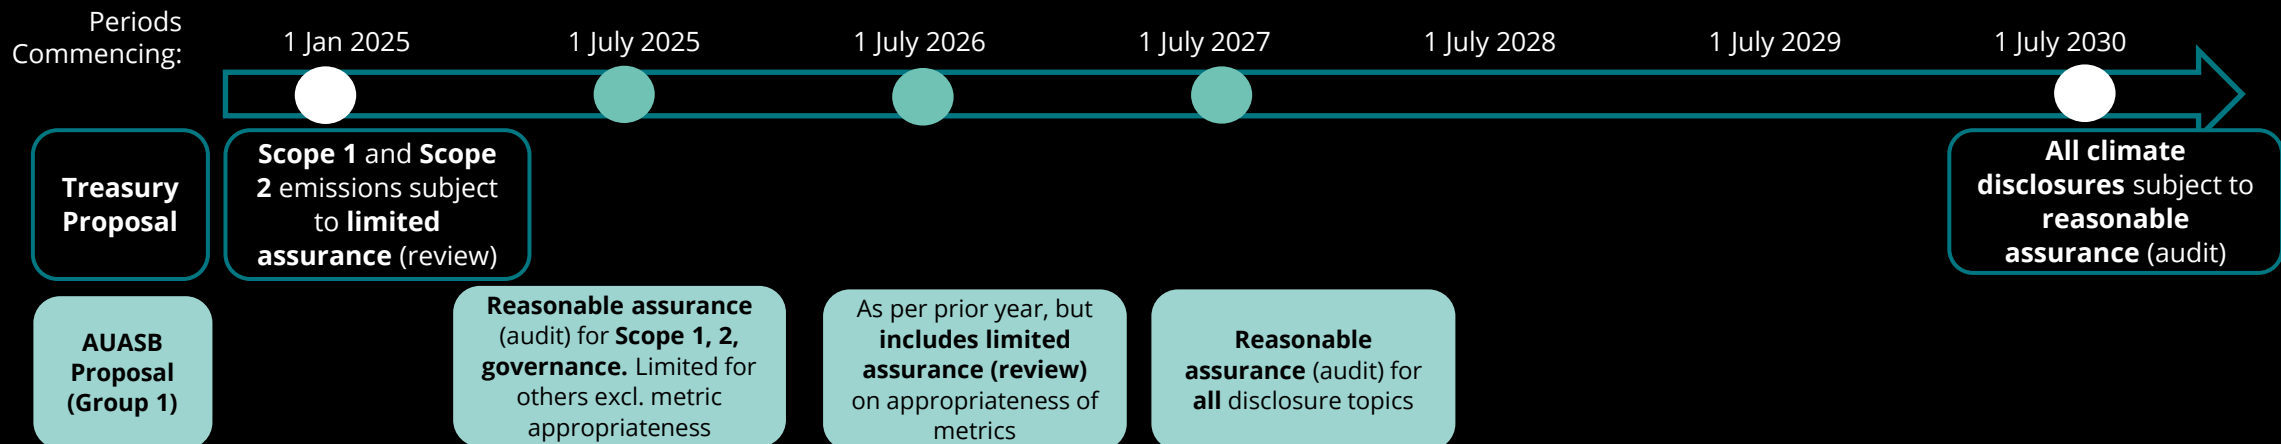 Periods
Commencing:
1 Jan 2025
1 July 2025
1 July 2026
1 July 2027
1 July 2028
1 July 2029
1 July 2030
Treasury
Proposal
Scope 1 and Scope
2 emissions subject
to limited
assurance (review)
All climate
disclosures subject to
reasonable
assurance (audit)
AUASB
Proposal
(Group 1)
Reasonable assurance
(audit) for Scope 1, 2,
governance. Limited for
others excl. metric
appropriateness
As per prior year, but
includes limited
assurance (review)
on appropriateness of
metrics
Reasonable
assurance (audit) for
all disclosure topics